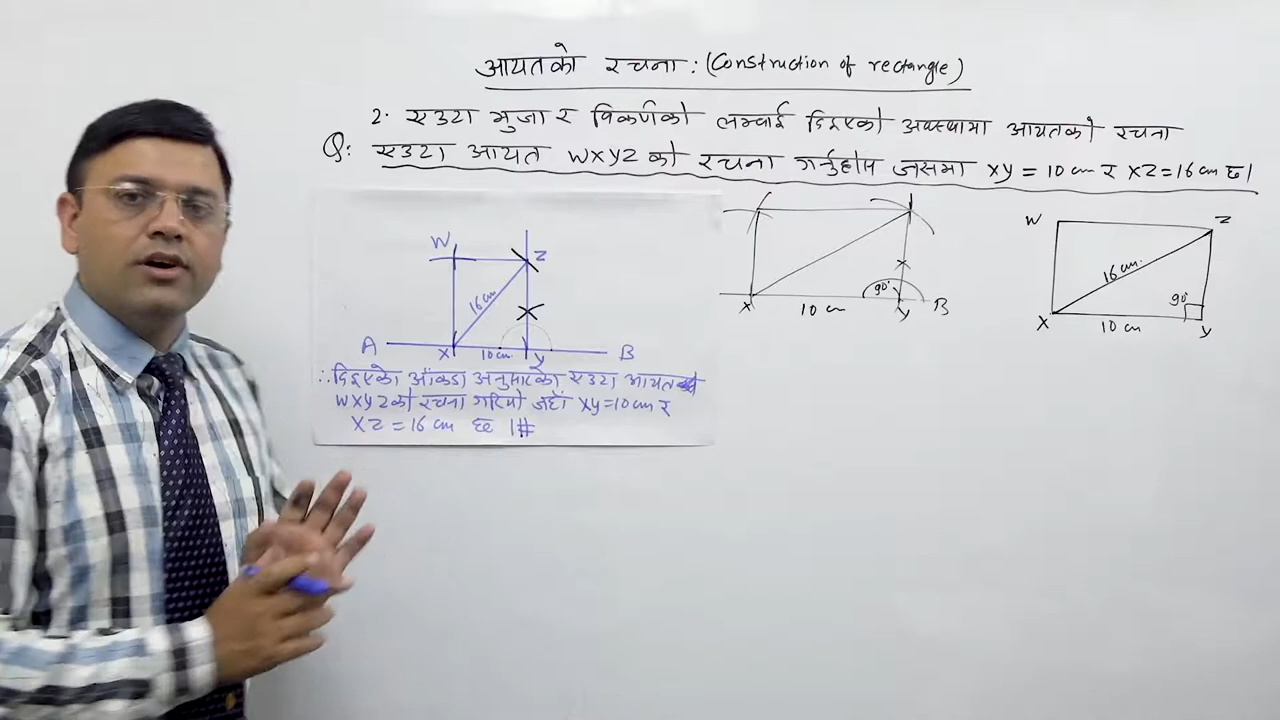 आयतको रचना: (Construction of rectangle)
2. एउटा भुजा र विकर्णको लम्बाई दिइएको अवस्थामा आयतको रचना
Q: एउटा आयत WXYZ को रचना गर्नुहोस जसमा XY = 10 cm र XZ = 16 cm छ।
W
Z
16 cm
A
X
10 cm
Y
B
∴ दिइएको आँकडा अनुसारको एउटा आयत
WXYZ को रचना गरियो जहाँ XY = 10 cm र
XZ = 16 cm छ ।#
X
10 cm
90°
Y
B
W
Z
16 cm.
90°
X
10 cm
Y